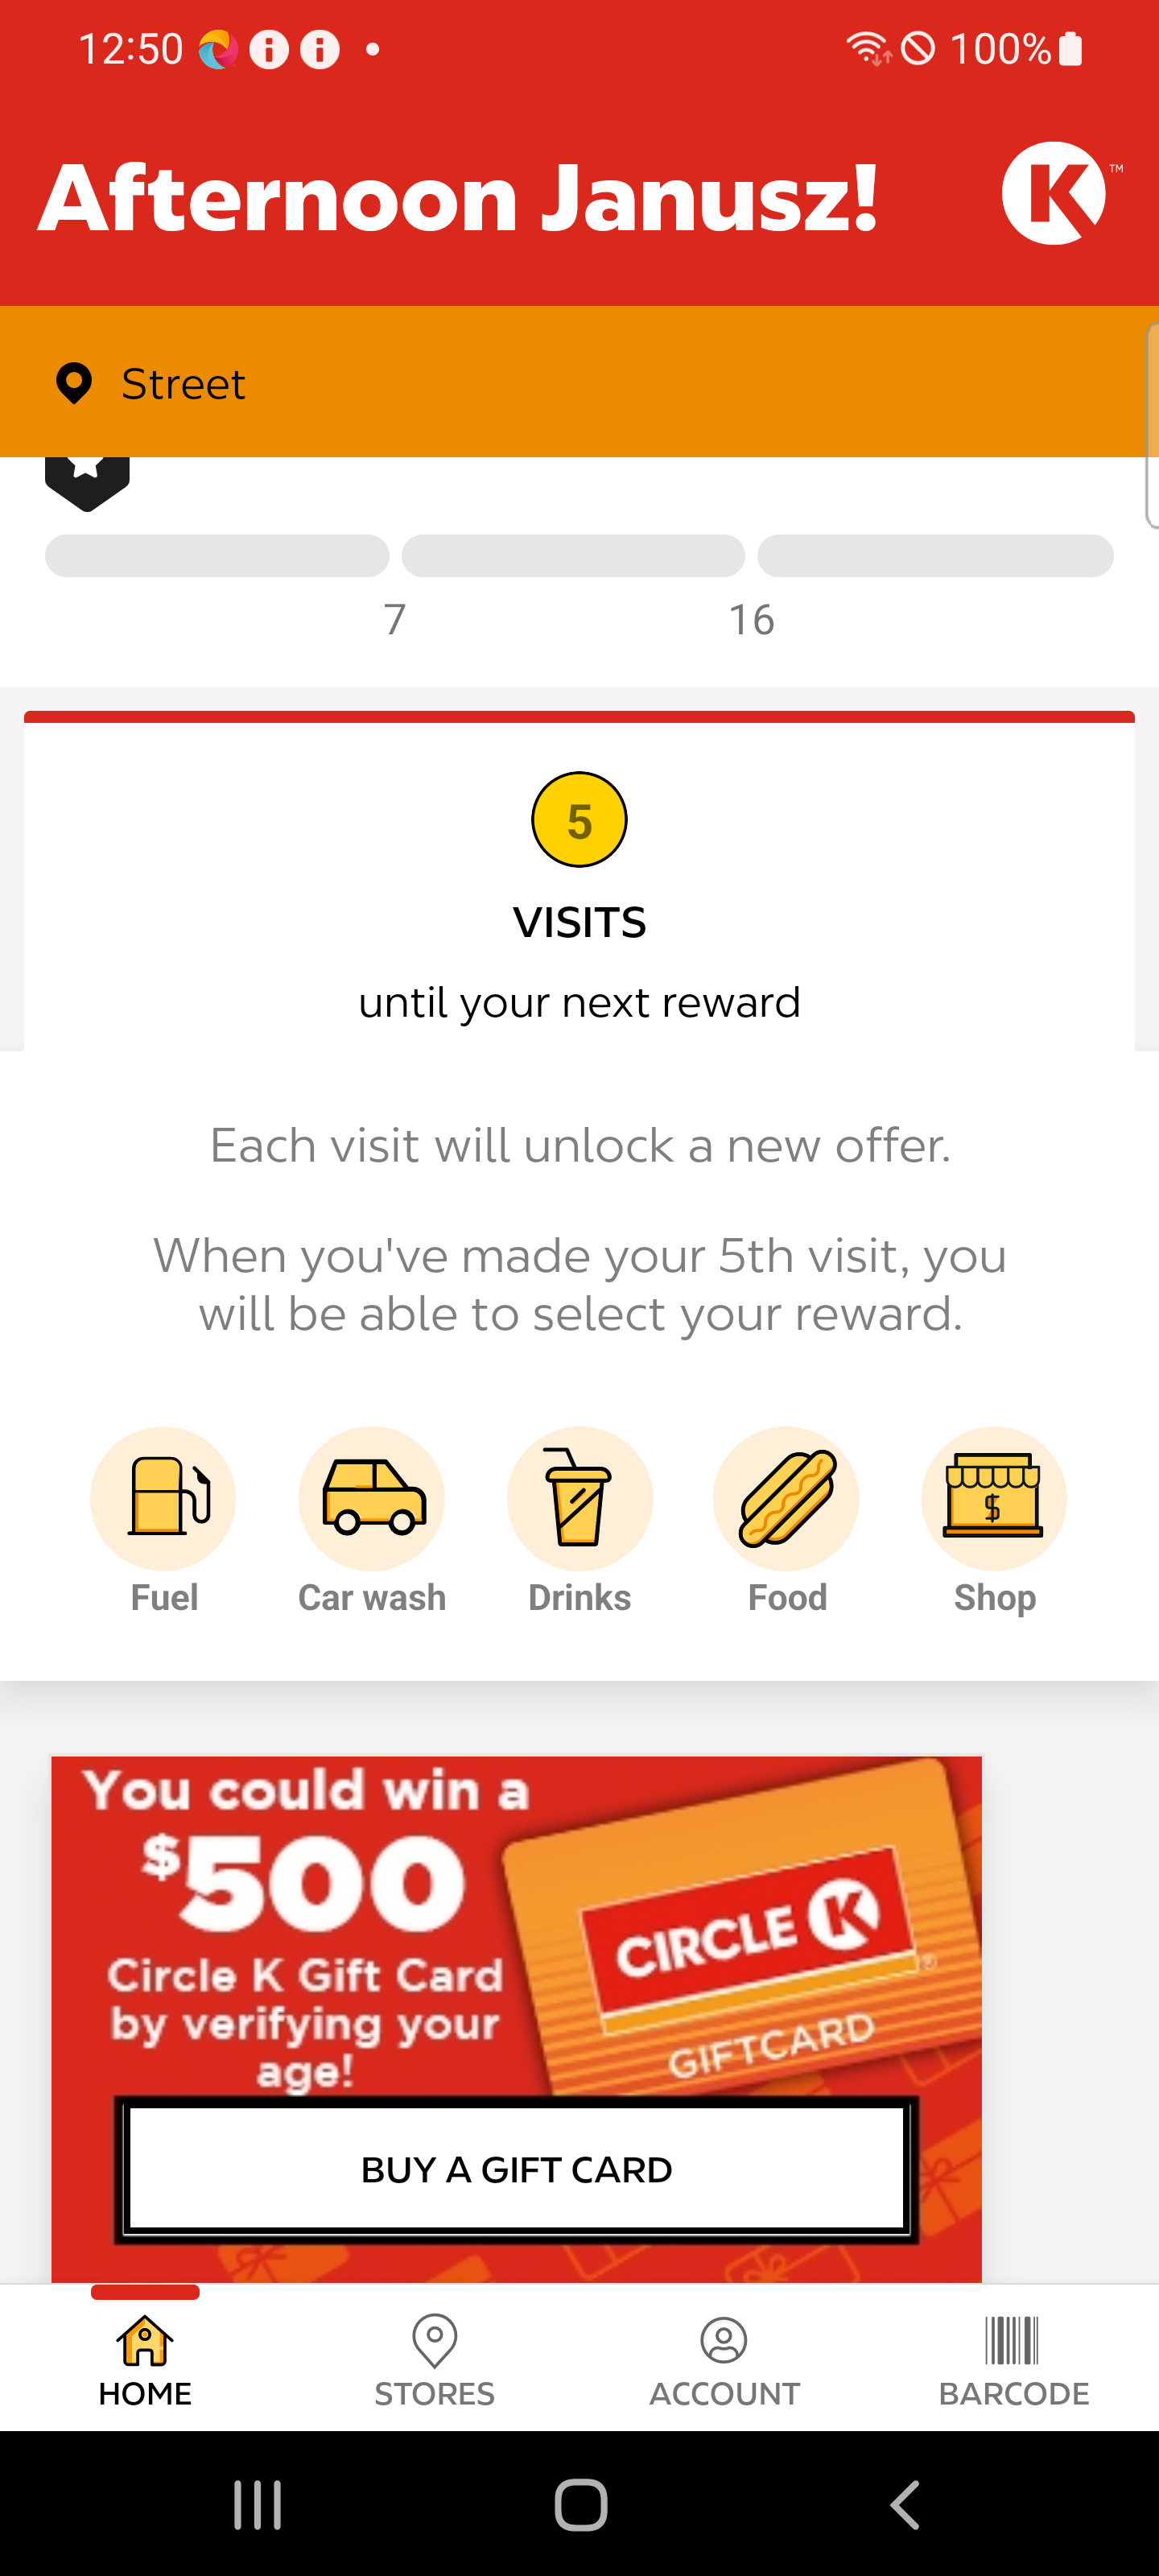 12:50
100%
Afternoon Janusz!
K ™
Street
7 16
5
VISITS
until your next reward
Each visit will unlock a new offer.
When you've made your 5th visit, you
will be able to select your reward.
$
Fuel Car wash Drinks Food Shop
You could win a
$500
Circle K Gift Card
by verifying your
age!
CIRCLE K ®
GIFTCARD
BUY A GIFT CARD
HOME STORES ACCOUNT BARCODE